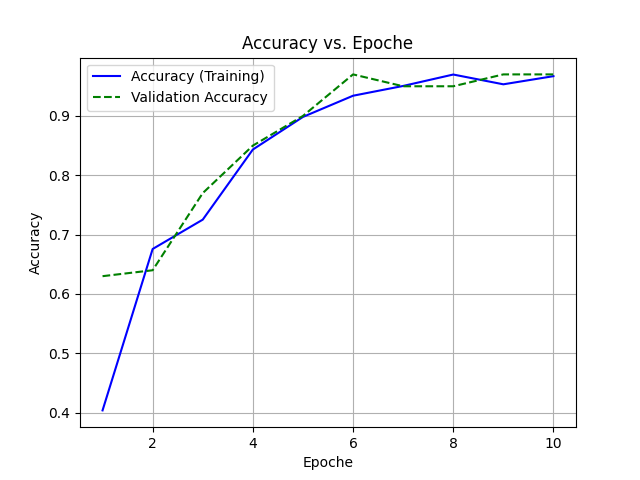 Accuracy vs. Epoche
Accuracy (Training)
Validation Accuracy
0.9
0.8
0.7
0.6
0.5
0.4
Accuracy
2 4 6 8 10
Epoche